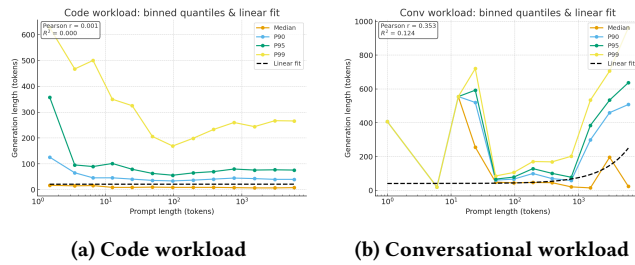 Code workload: binned quantiles & linear fit
Pearson r = 0.001
R² = 0.000
Median
P90
P95
P99
Linear fit
Generation length (tokens)
600
500
400
300
200
100
0
10⁰
10¹
10²
10³
Prompt length (tokens)
(a) Code workload
Conv workload: binned quantiles & linear fit
Pearson r = 0.353
R² = 0.124
Median
P90
P95
P99
Linear fit
Generation length (tokens)
1000
800
600
400
200
0
10⁰
10¹
10²
10³
Prompt length (tokens)
(b) Conversational workload